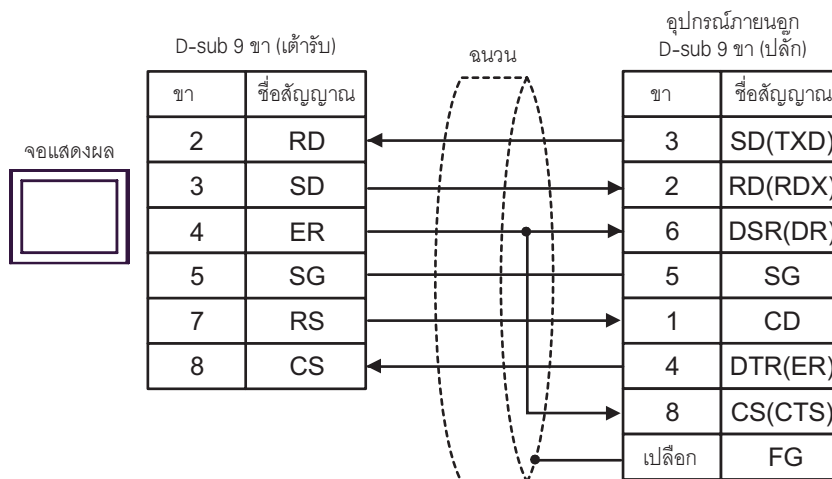 อุปกรณ์ภายนอก
D-sub 9 ขา (เต้ารับ)
ฉนวน
D-sub 9 ขา (ปลั๊ก)
ขา ชื่อสัญญาณ ขา ชื่อสัญญาณ
จอแสดงผล
2 RD 3 SD(TXD)
3 SD 2 RD(RDX)
4 ER 6 DSR(DR)
5 SG 5 SG
7 RS 1 CD
8 CS 4 DTR(ER)
8 CS(CTS)
เปลือก FG